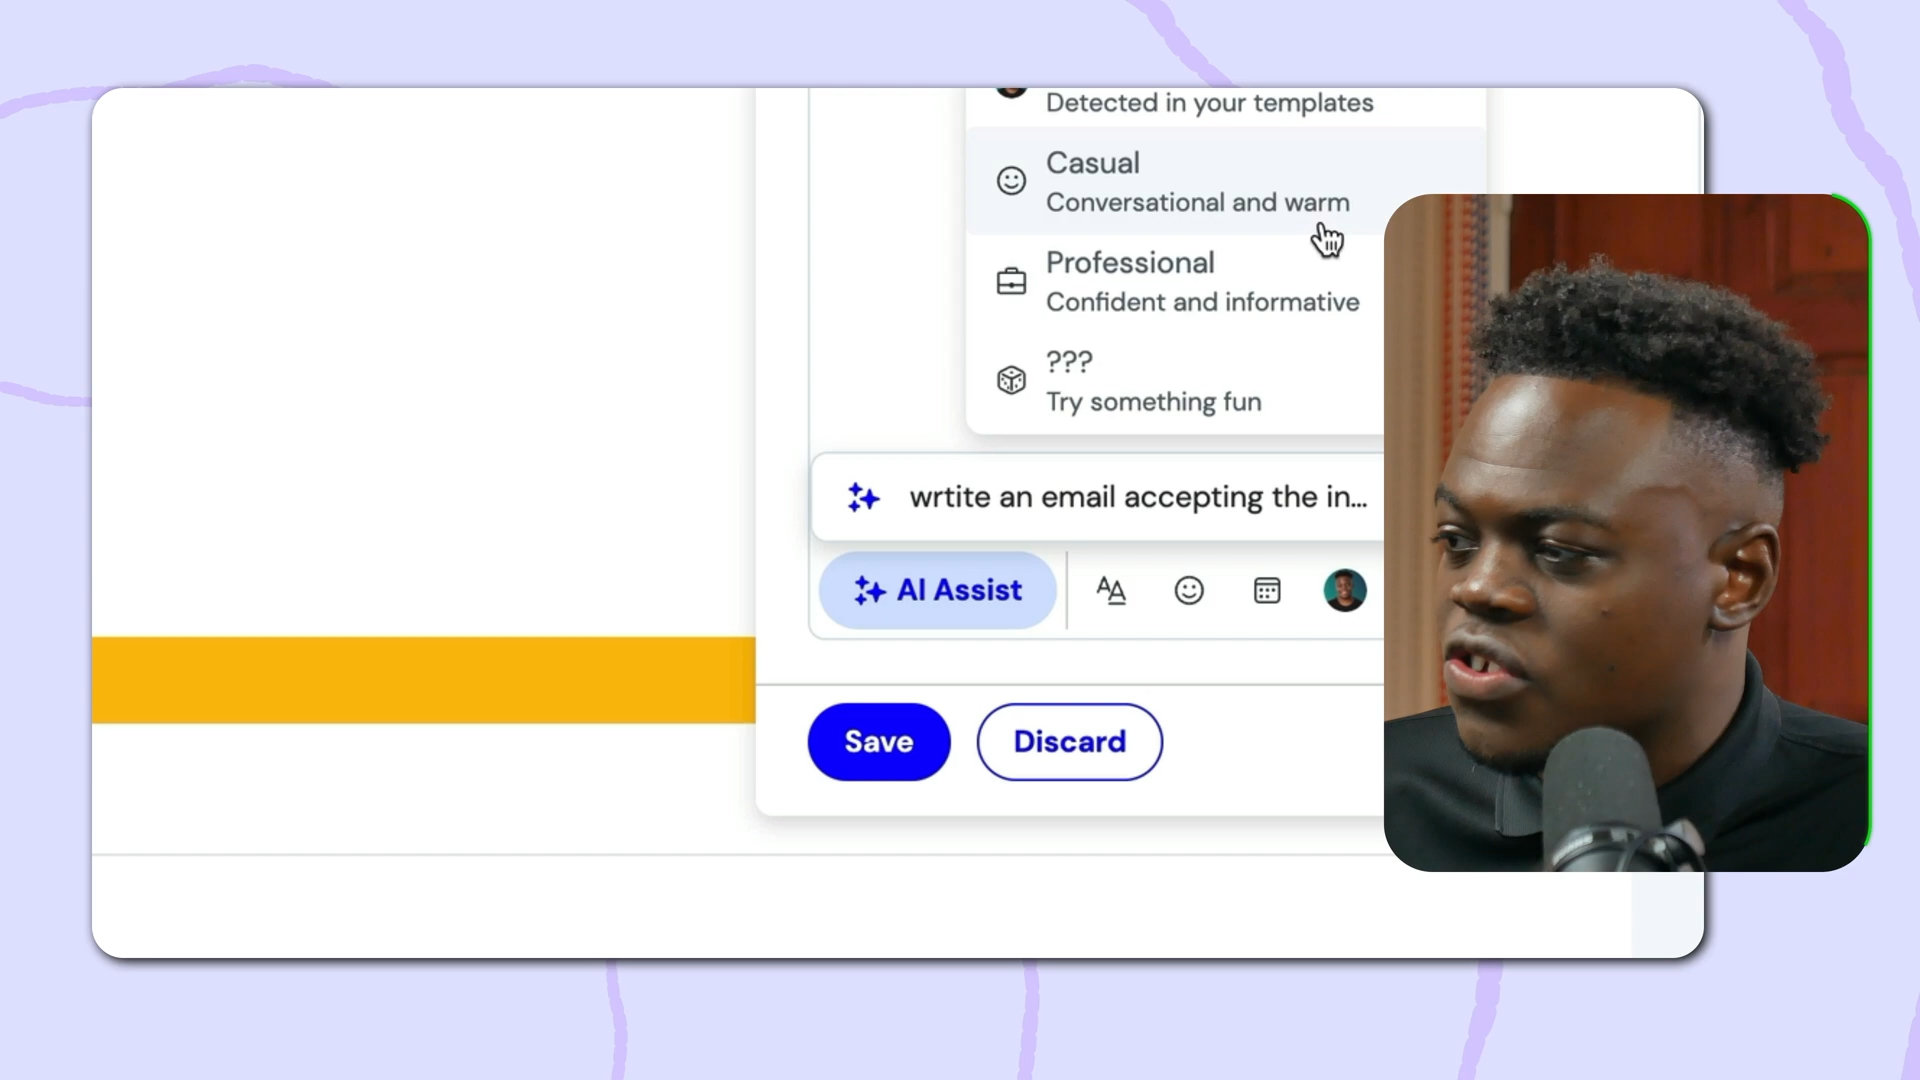 Detected in your templates
Casual
Conversational and warm
Professional
Confident and informative
???
Try something fun
wrtite an email accepting the in...
AI Assist
Save
Discard